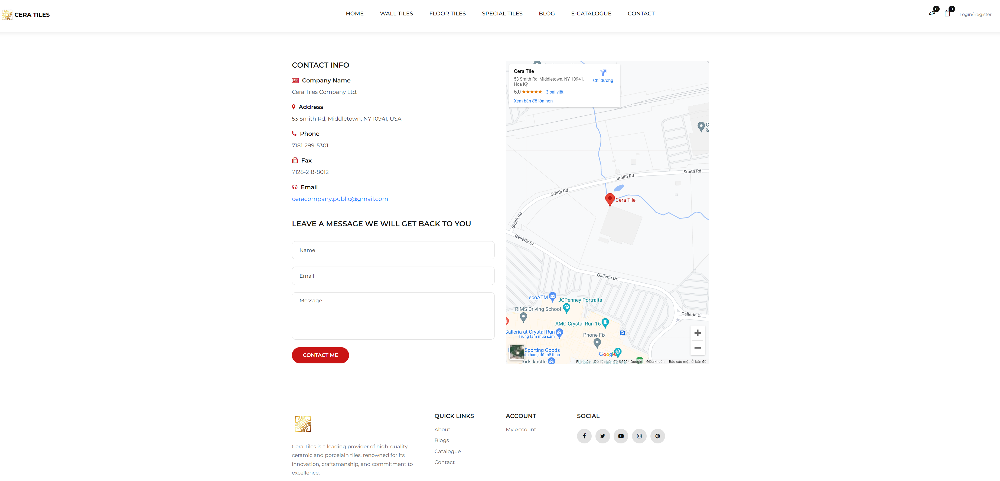 CERA TILES
HOME WALL TILES FLOOR TILES SPECIAL TILES BLOG E-CATALOGUE CONTACT
0 0 Login/Register
CONTACT INFO
Company Name
Cera Tiles Company Ltd.
Address
53 Smith Rd, Middletown, NY 10941, USA
Phone
7181-299-5301
Fax
7128-218-8012
Email
ceracompany.public@gmail.com
LEAVE A MESSAGE WE WILL GET BACK TO YOU
Name
Email
Message
CONTACT ME
Cera Tile
53 Smith Rd, Middletown, NY 10941,
Hoa Kỳ
Chỉ đường
5,0 3 bài viết
Xem bản đồ lớn hơn
C
&
Smith Rd
Smith Rd
Smith Rd
Cera Tile
Smith Rd
Galleria Dr
Galleria Dr
ecoATM
JCPenney Portraits
RIMS Driving School
Galleria Dr
AMC Crystal Run 16
Galleria at Crystal Run
Trung tâm mua sắm
Phone Fix
Sporting Goods
hàng đồ thể thao
Google
kids kastle
Phím tắt Dữ liệu bản đồ ©2024 Google Điều khoản Báo cáo một lỗi bản đồ
Cera Tiles is a leading provider of high-quality
ceramic and porcelain tiles, renowned for its
innovation, craftsmanship, and commitment to
excellence.
QUICK LINKS
About
Blogs
Catalogue
Contact
ACCOUNT
My Account
SOCIAL